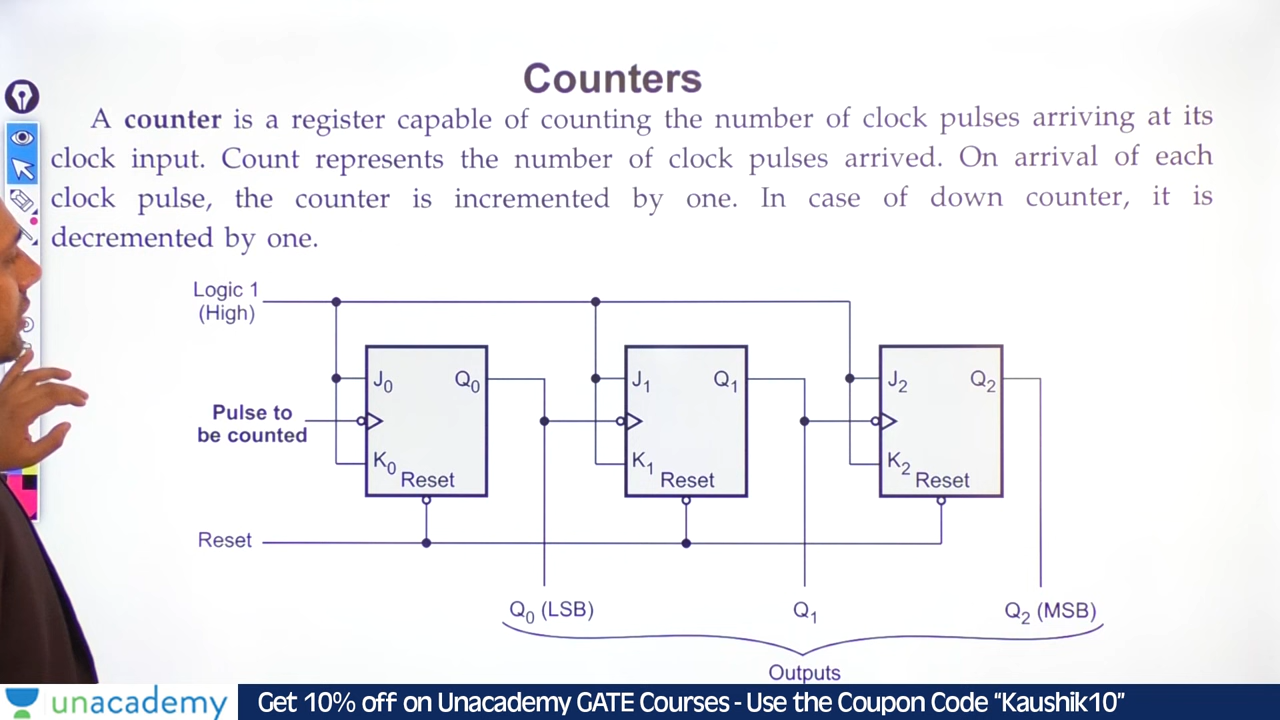 Counters
A counter is a register capable of counting the number of clock pulses arriving at its
clock input. Count represents the number of clock pulses arrived. On arrival of each
clock pulse, the counter is incremented by one. In case of down counter, it is
decremented by one.
Logic 1
(High)
J₀ Q₀ J₁ Q₁ J₂ Q₂
Pulse to
be counted
K₀ K₁ K₂
Reset Reset Reset
Reset
Q₀ (LSB) Q₁ Q₂ (MSB)
Outputs
unacademy
Get 10% off on Unacademy GATE Courses - Use the Coupon Code “Kaushik10”